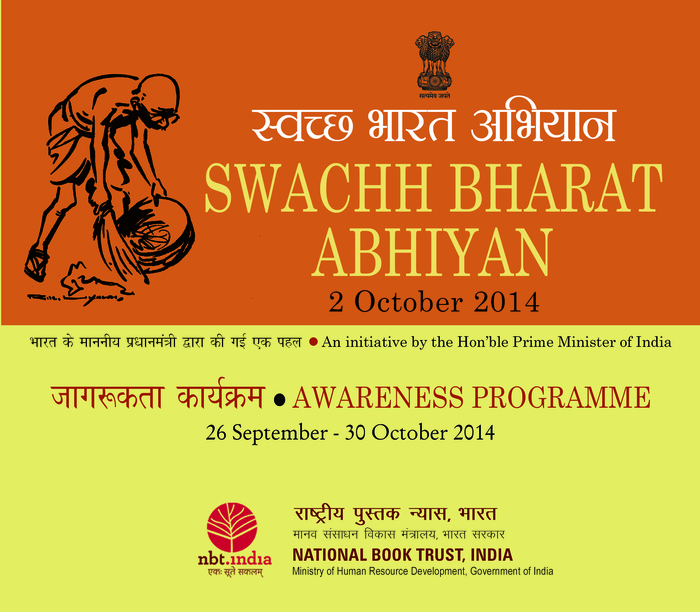 सत्यमेव जयते
स्वच्छ भारत अभियान
SWACHH BHARAT
ABHIYAN
2 October 2014
भारत के माननीय प्रधानमंत्री द्वारा की गई एक पहल ● An initiative by the Hon'ble Prime Minister of India
जागरूकता कार्यक्रम ● AWARENESS PROGRAMME
26 September - 30 October 2014
nbt.india
एकः सूते सकलम्
राष्ट्रीय पुस्तक न्यास, भारत
मानव संसाधन विकास मंत्रालय, भारत सरकार
NATIONAL BOOK TRUST, INDIA
Ministry of Human Resource Development, Government of India